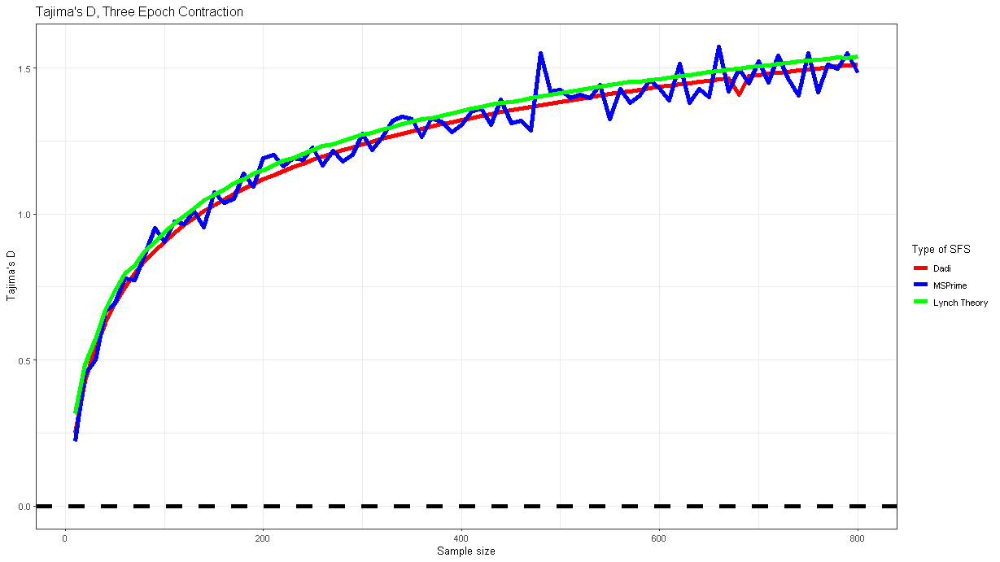 Tajima's D, Three Epoch Contraction
Tajima's D
1.5
1.0
0.5
0.0
0
200
400
600
800
Sample size
Type of SFS
Dadi
MSPrime
Lynch Theory